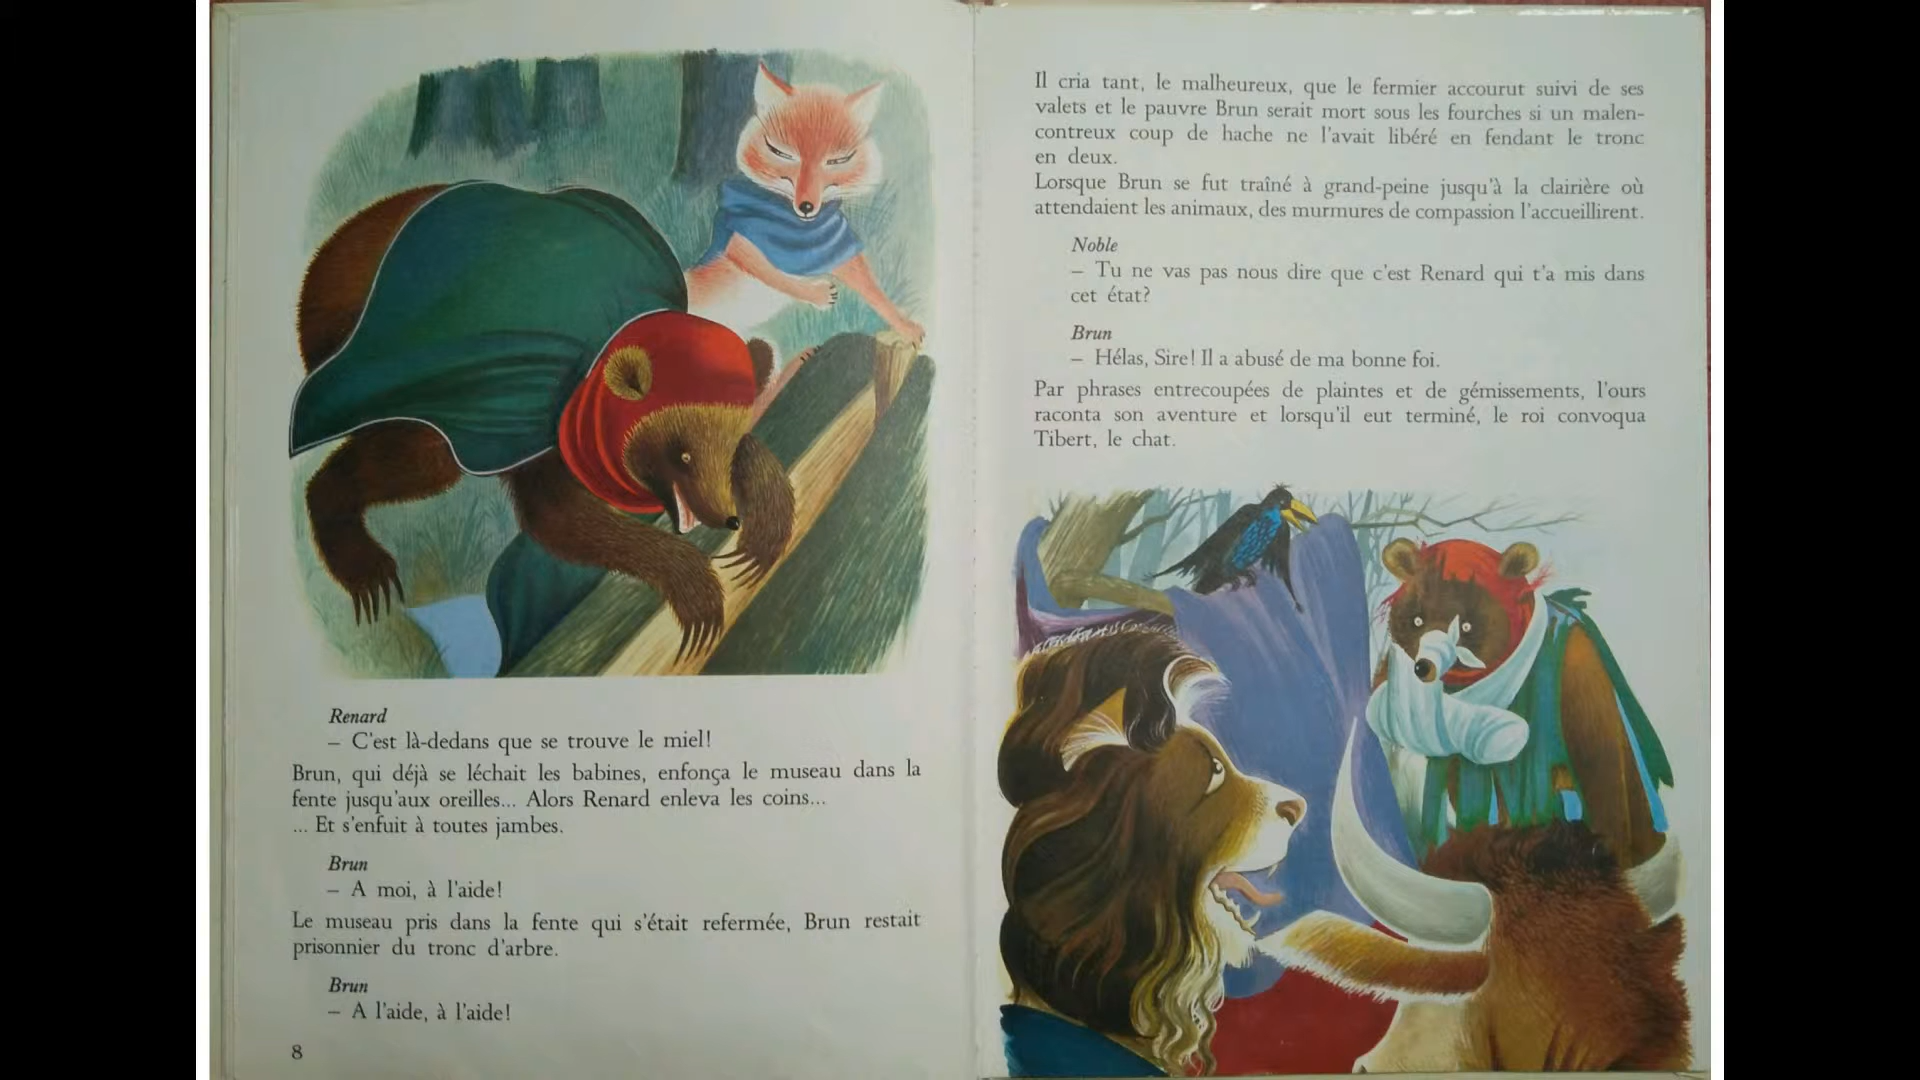 Renard
– C'est là-dedans que se trouve le miel!
Brun, qui déjà se léchait les babines, enfonça le museau dans la
fente jusqu'aux oreilles... Alors Renard enleva les coins...
... Et s'enfuit à toutes jambes.
Brun
– A moi, à l'aide!
Le museau pris dans la fente qui s'était refermée, Brun restait
prisonnier du tronc d'arbre.
Brun
– A l'aide, à l'aide!
8
Il cria tant, le malheureux, que le fermier accourut suivi de ses
valets et le pauvre Brun serait mort sous les fourches si un malen-
contreux coup de hache ne l'avait libéré en fendant le tronc
en deux.
Lorsque Brun se fut traîné à grand-peine jusqu'à la clairière où
attendaient les animaux, des murmures de compassion l'accueillirent.
Noble
– Tu ne vas pas nous dire que c'est Renard qui t'a mis dans
cet état?
Brun
– Hélas, Sire! Il a abusé de ma bonne foi.
Par phrases entrecoupées de plaintes et de gémissements, l'ours
raconta son aventure et lorsqu'il eut terminé, le roi convoqua
Tibert, le chat.